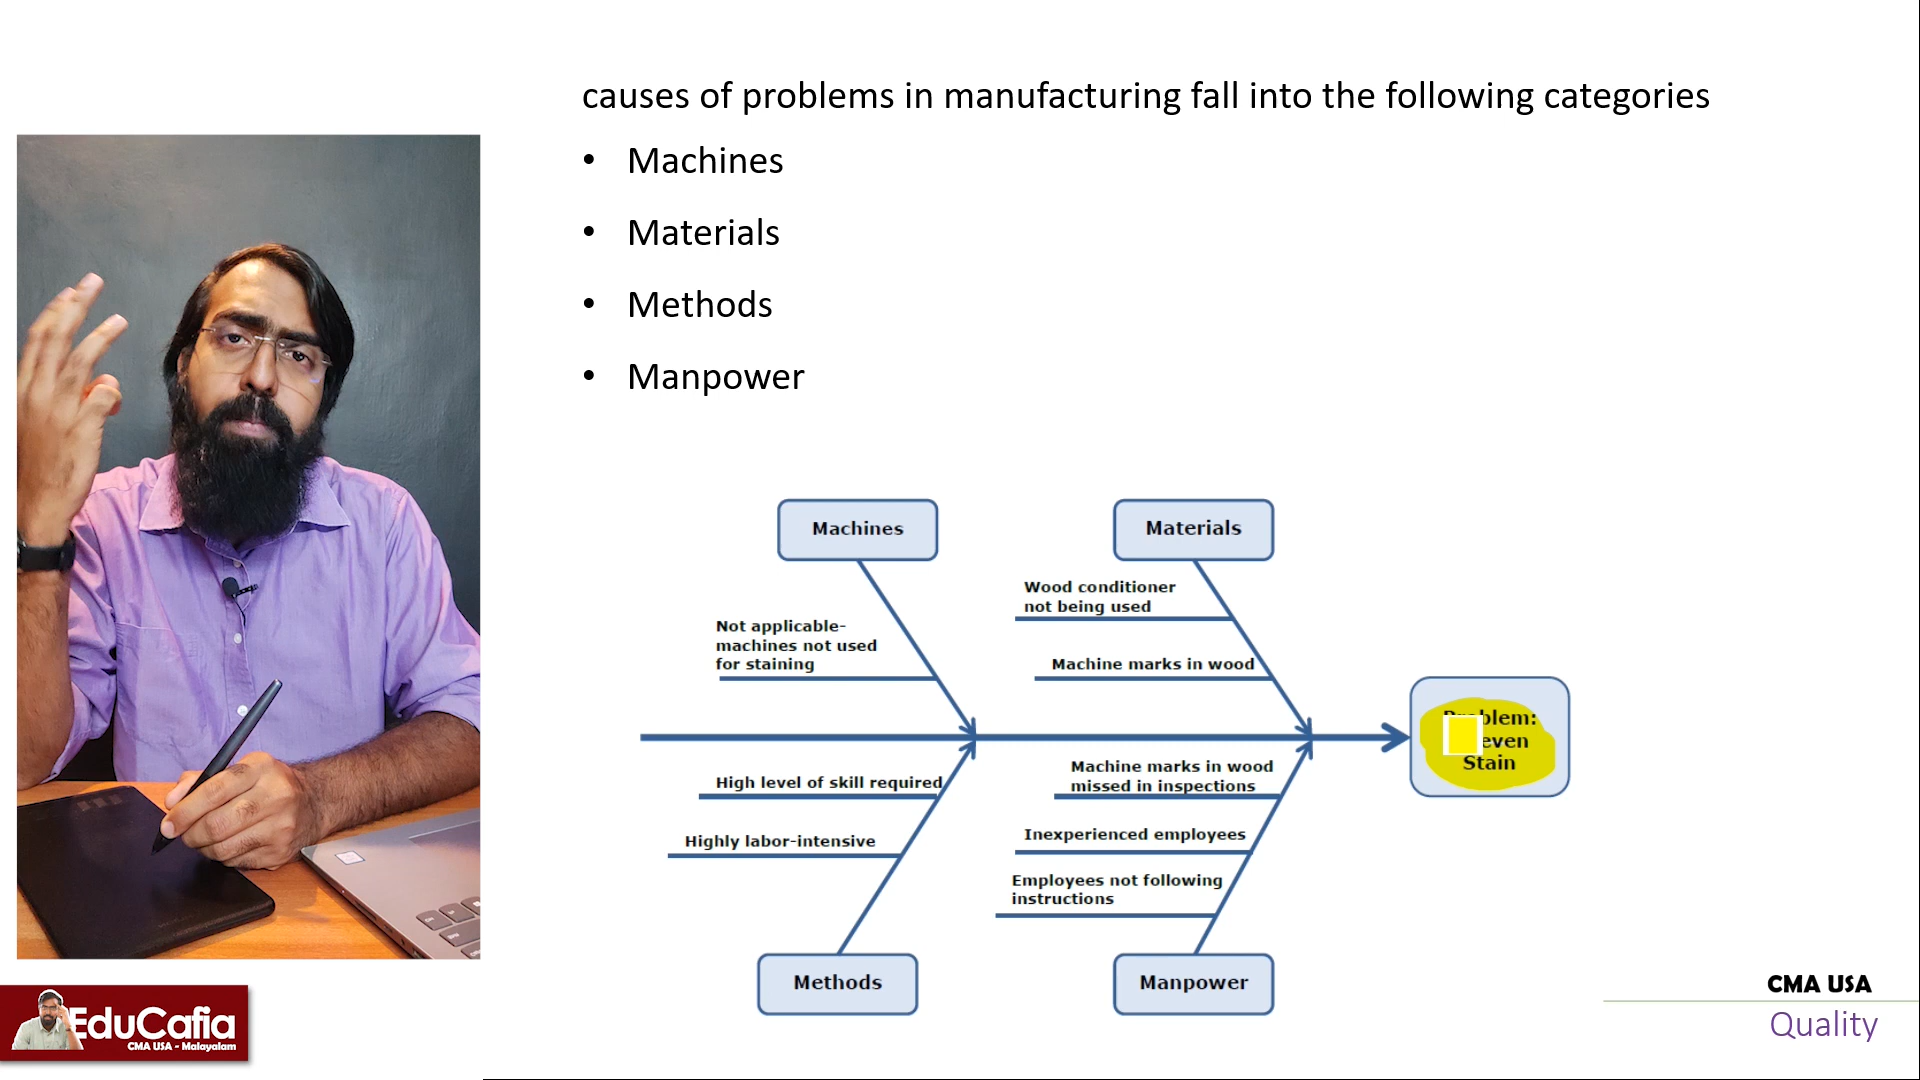 causes of problems in manufacturing fall into the following categories
• Machines
• Materials
• Methods
• Manpower
Machines
Materials
Wood conditioner
not being used
Not applicable-
machines not used
for staining
Machine marks in wood
Problem:
even
Stain
High level of skill required
Machine marks in wood
missed in inspections
Highly labor-intensive
Inexperienced employees
Employees not following
instructions
Methods
Manpower
CMA USA
Quality
EduCafia
CMA USA - Malayalam